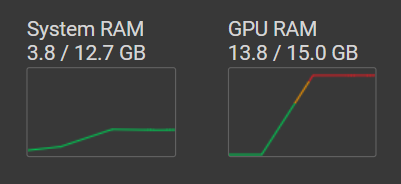 System RAM
3.8 / 12.7 GB
GPU RAM
13.8 / 15.0 GB